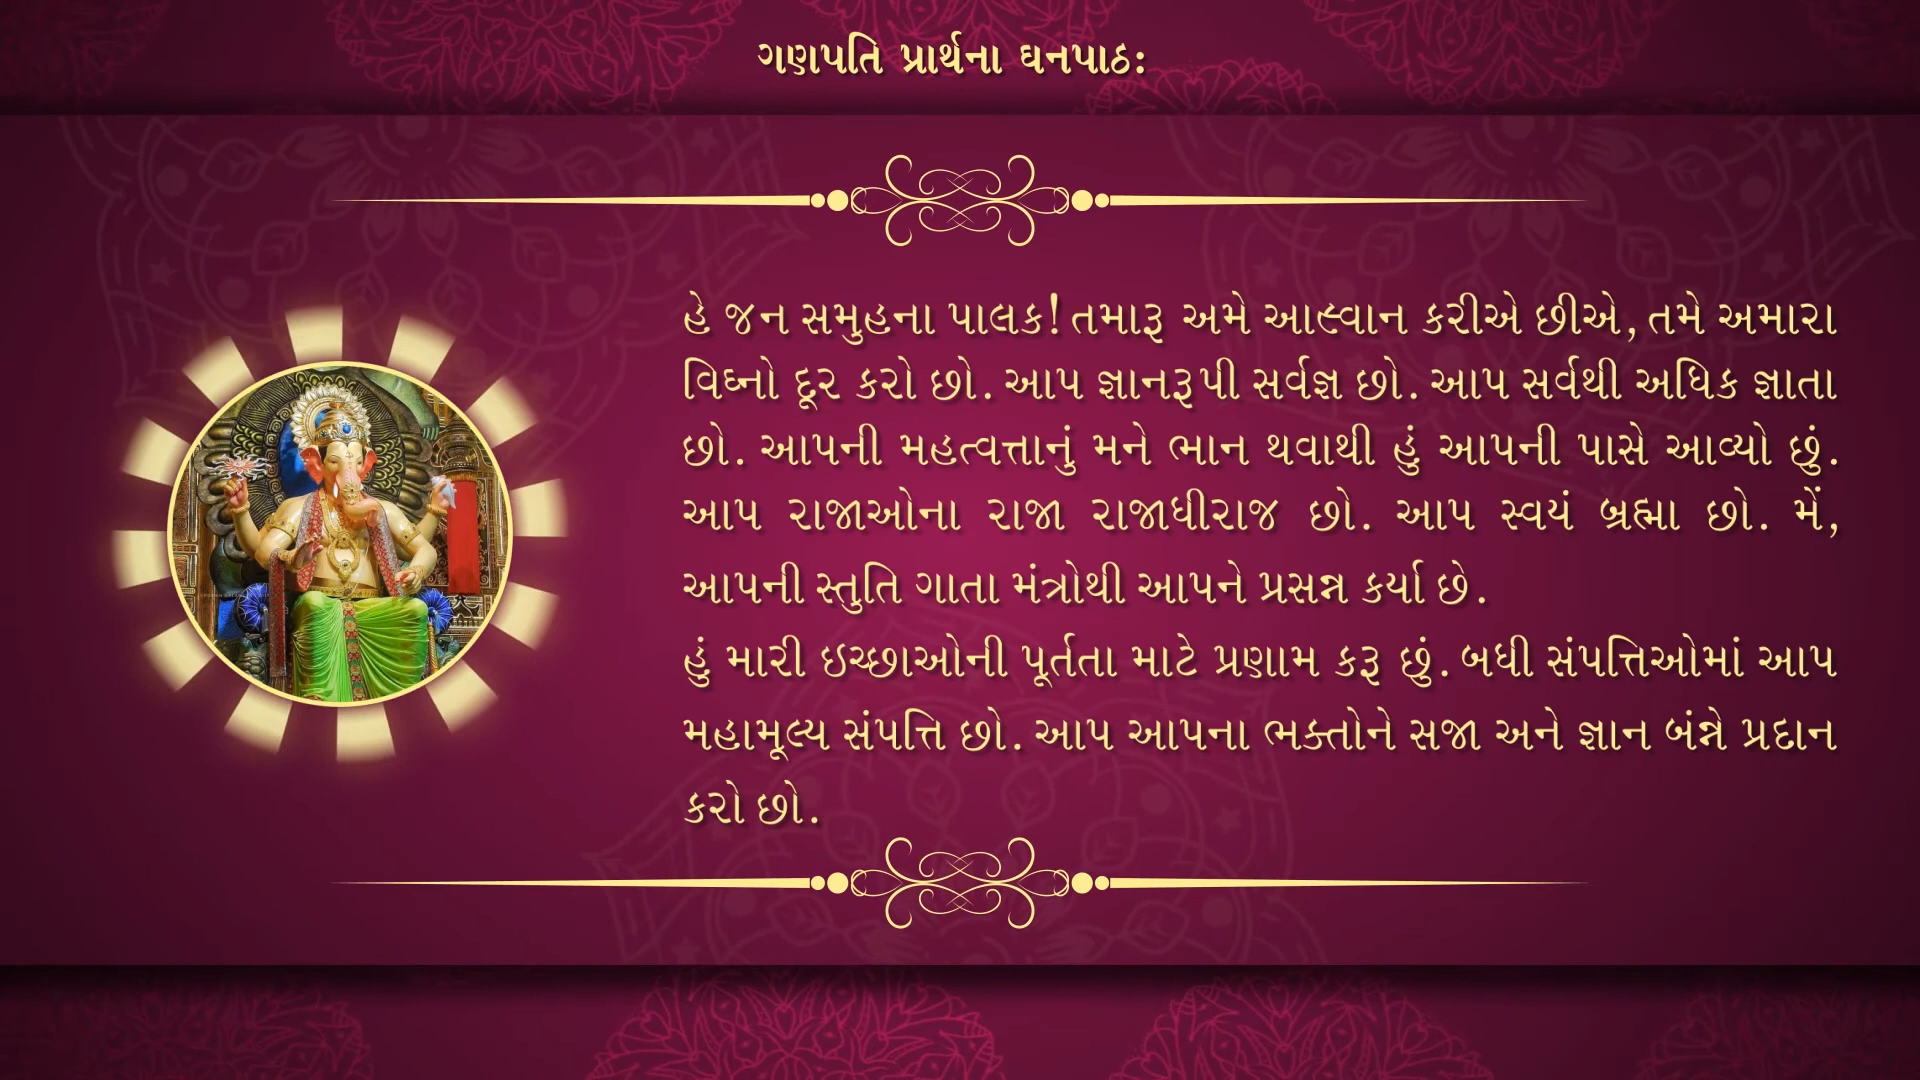 ગણપતિ પ્રાર્થના ઘનપાઠ:
હે જન સમુહના પાલક! તમારૂ અમે આહ્વાન કરીએ છીએ, તમે અમારા
વિઘ્નો દૂર કરો છો. આપ જ્ઞાનરૂપી સર્વજ્ઞ છો. આપ સર્વથી અધિક જ્ઞાતા
છો. આપની મહત્વત્તાનું મને ભાન થવાથી હું આપની પાસે આવ્યો છું.
આપ રાજાઓના રાજા રાજાધીરાજ છો. આપ સ્વયં બ્રહ્મા છો. મેં,
આપની સ્તુતિ ગાતા મંત્રોથી આપને પ્રસન્ન કર્યા છે.
હું મારી ઇચ્છાઓની પૂર્તતા માટે પ્રણામ કરૂ છું. બધી સંપત્તિઓમાં આપ
મહામૂલ્ય સંપત્તિ છો. આપ આપના ભક્તોને સજા અને જ્ઞાન બંન્ને પ્રદાન
કરો છો.